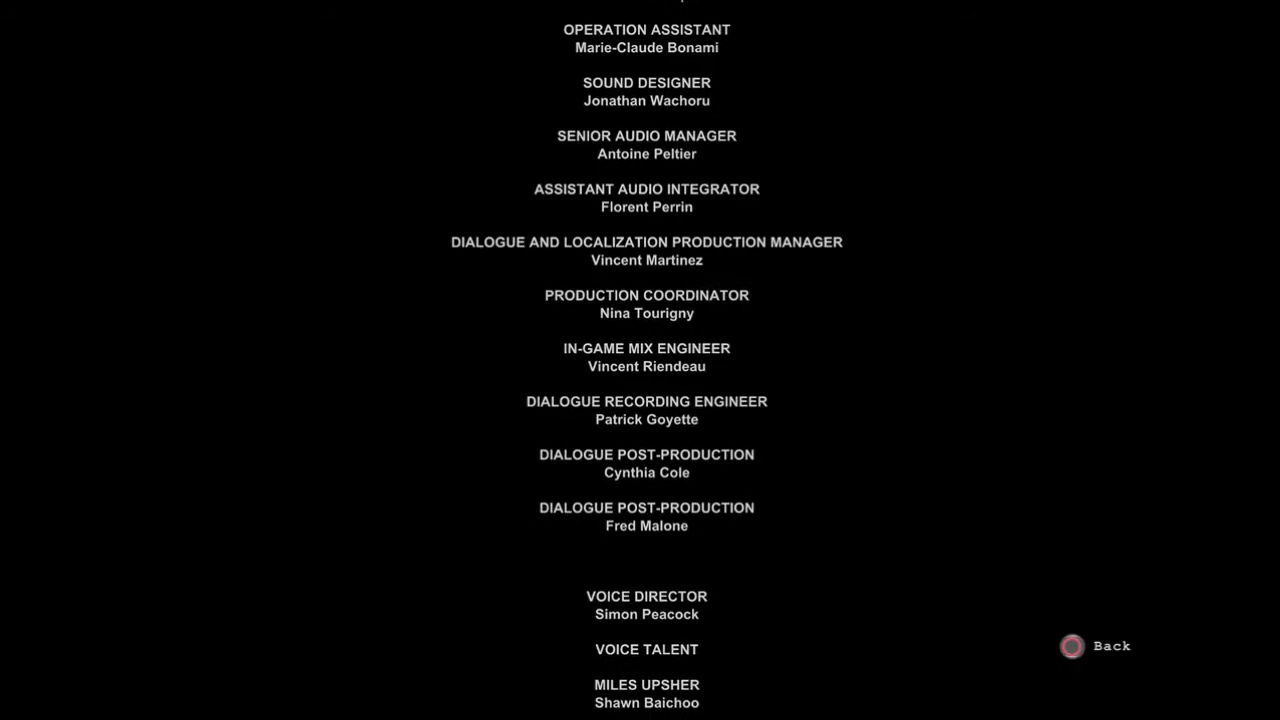 OPERATION ASSISTANT
Marie-Claude Bonami
SOUND DESIGNER
Jonathan Wachoru
SENIOR AUDIO MANAGER
Antoine Peltier
ASSISTANT AUDIO INTEGRATOR
Florent Perrin
DIALOGUE AND LOCALIZATION PRODUCTION MANAGER
Vincent Martinez
PRODUCTION COORDINATOR
Nina Tourigny
IN-GAME MIX ENGINEER
Vincent Riendeau
DIALOGUE RECORDING ENGINEER
Patrick Goyette
DIALOGUE POST-PRODUCTION
Cynthia Cole
DIALOGUE POST-PRODUCTION
Fred Malone
VOICE DIRECTOR
Simon Peacock
VOICE TALENT
MILES UPSHER
Shawn Baichoo
Back